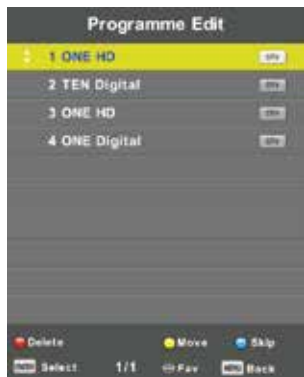 Programme Edit
1 ONE HD
2 TEN Digital
3 ONE HD
4 ONE Digital
Delete Move Skip
Select 1/1 Fav MENU Back